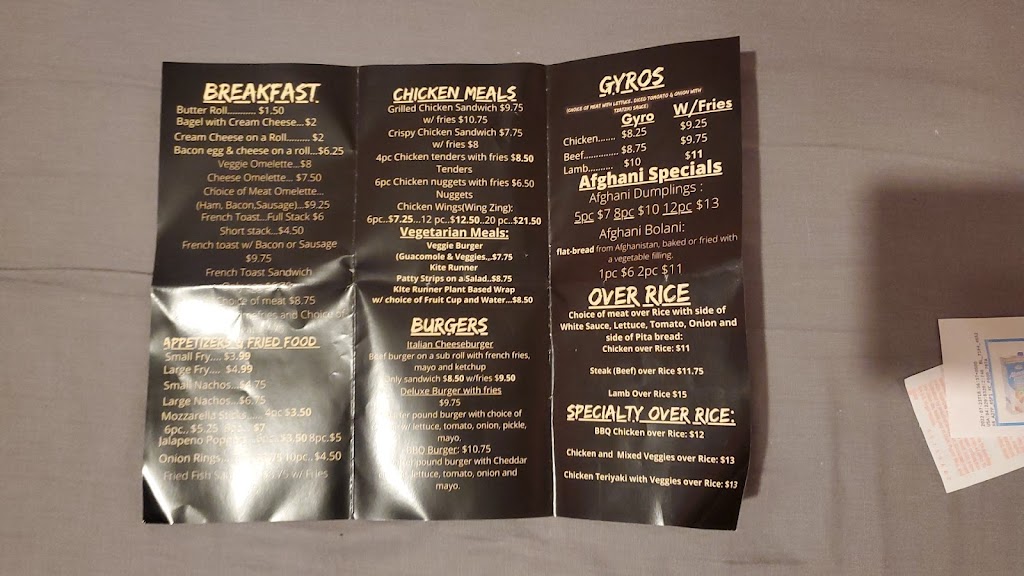 BREAKFAST
Butter Roll............ $1.50
Bagel with Cream Cheese... $2
Cream Cheese on a Roll.......... $2
Bacon egg & cheese on a roll...$6.25
Veggie Omelette...$8
Cheese Omelette... $7.50
Choice of Meat Omelette...
(Ham, Bacon,Sausage)...$9.25
French Toast...Full Stack $6
Short stack...$4.50
French toast w/ Bacon or Sausage
$9.75
French Toast Sandwich
Choice of meat $8.75
and Choice of
APPETIZERS & FRIED FOOD
Small Fry.... $3.99
Large Fry.... $4.99
Small Nachos...$4.75
Large Nachos...$6.75
Mozzarella Sticks..... 4pc $3.50
6pc.. $5.25 $7
Jalapeno $3.50 8pc.$5
Onion Rings 10pc..$4.50
Fried Fish w/ Fries
CHICKEN MEALS
Grilled Chicken Sandwich $9.75
w/ fries $10.75
Crispy Chicken Sandwich $7.75
w/ fries $8
4pc Chicken tenders with fries $8.50
Tenders
6pc Chicken nuggets with fries $6.50
Nuggets
Chicken Wings(Wing Zing):
6pc..$7.25...12 pc..$12.50..20 pc..$21.50
Vegetarian Meals:
Veggie Burger
(Guacomole & Veggies..,$7.75
Kite Runner
Patty Strips on a Salad..$8.75
Kite Runner Plant Based Wrap
w/ choice of Fruit Cup and Water...$8.50
BURGERS
Italian Cheeseburger
Beef burger on a sub roll with french fries,
mayo and ketchup
Only sandwich $8.50 w/fries $9.50
Deluxe Burger with fries
$9.75
pound burger with choice of
w/ lettuce, tomato, onion, pickle,
mayo.
BBQ Burger: $10.75
pound burger with Cheddar
lettuce, tomato, onion and
mayo.
GYROS
(CHOICE OF MEAT WITH LETTUCE, DICED TOMATO & ONION WITH
TZATZIKI SAUCE)
Gyro W/Fries
Chicken....... $8.25 $9.25
Beef.............. $8.75 $9.75
Lamb.......... $10 $11
Afghani Specials
Afghani Dumplings :
5pc $7 8pc $10 12pc $13
Afghani Bolani:
flat-bread from Afghanistan, baked or fried with
a vegetable filling.
1pc $6 2pc $11
OVER RICE
Choice of meat over Rice with side of
White Sauce, Lettuce, Tomato, Onion and
side of Pita bread:
Chicken over Rice: $11
Steak (Beef) over Rice $11.75
Lamb Over Rice $15
SPECIALTY OVER RICE:
BBQ Chicken over Rice: $12
Chicken and Mixed Veggies over Rice: $13
Chicken Teriyaki with Veggies over Rice: $13